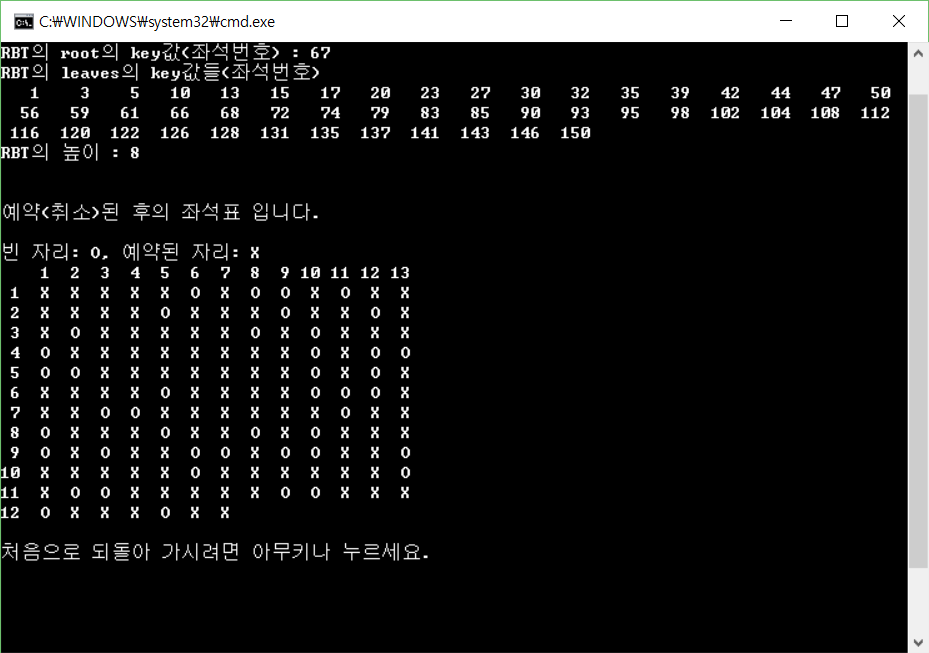 C:₩WINDOWS₩system32₩cmd.exe
RBT의 root의 key값(좌석번호) : 67
RBT의 leaves의 key값들(좌석번호)
1 3 5 10 13 15 17 20 23 27 30 32 35 39 42 44 47 50
56 59 61 66 68 72 74 79 83 85 90 93 95 98 102 104 108 112
116 120 122 126 128 131 135 137 141 143 146 150
RBT의 높이 : 8
예약(취소)된 후의 좌석표 입니다.
빈 자리: O, 예약된 자리: X
1 2 3 4 5 6 7 8 9 10 11 12 13
1 X X X X X O X O O X O X X
2 X X X X O X X X O X X O X
3 X O X X X X X O X O X X X
4 O X X X X X X X X O X O O
5 O O X X X X X X X O X O X
6 X X X X O X X X X O O O X
7 X X O O X X X X X X O X X
8 O X X O X X X O X O X X X
9 O X O X O O X O X O X X O
10 X X X X X O X X X X X X O
11 X O O X X X X X O O X X X
12 O X X X O X X
처음으로 되돌아 가시려면 아무키나 누르세요.